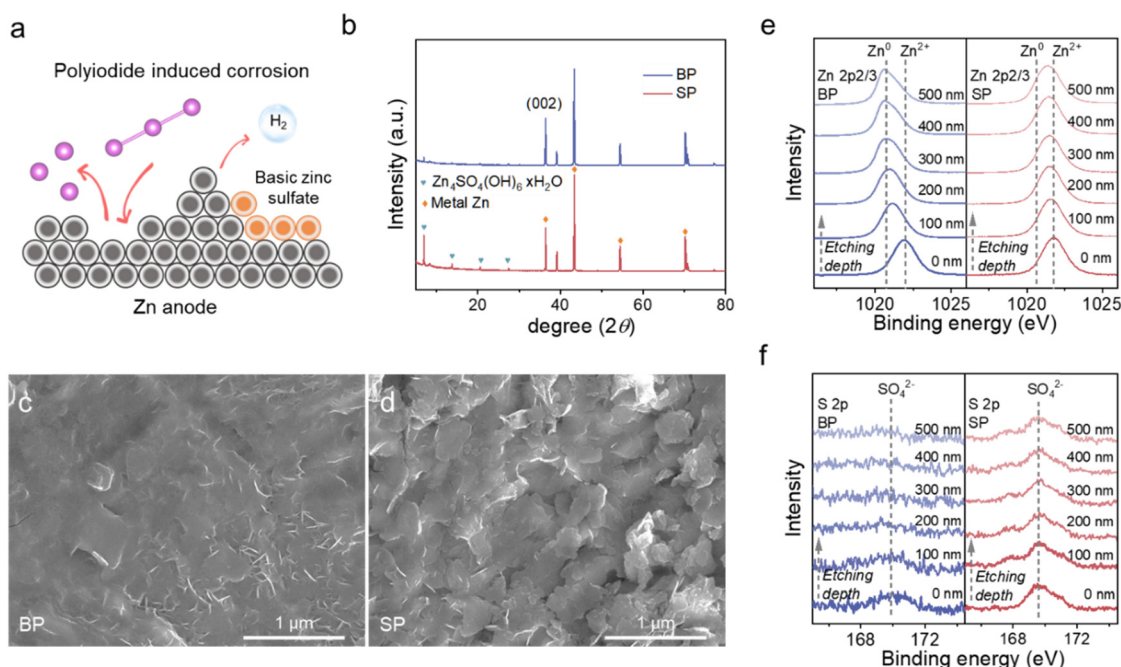 a
Polyiodide induced corrosion
H2
Basic zinc
sulfate
Zn anode
b
Intensity (a.u.)
BP
SP
(002)
Zn4SO4(OH)6 xH2O
Metal Zn
20
40
60
80
degree (2θ)
c
BP
1 μm
d
SP
1 μm
e
Intensity
Zn0
Zn2+
Zn 2p2/3
BP
500 nm
400 nm
300 nm
200 nm
100 nm
0 nm
Etching
depth
1020
1026
Zn0
Zn2+
Zn 2p2/3
SP
500 nm
400 nm
300 nm
200 nm
100 nm
0 nm
Etching
depth
1020
1026
Binding energy (eV)
f
Intensity
SO4 2-
S 2p
BP
500 nm
400 nm
300 nm
200 nm
100 nm
0 nm
Etching
depth
168
172
SO4 2-
S 2p
SP
500 nm
400 nm
300 nm
200 nm
100 nm
0 nm
Etching
depth
168
172
Binding energy (eV)